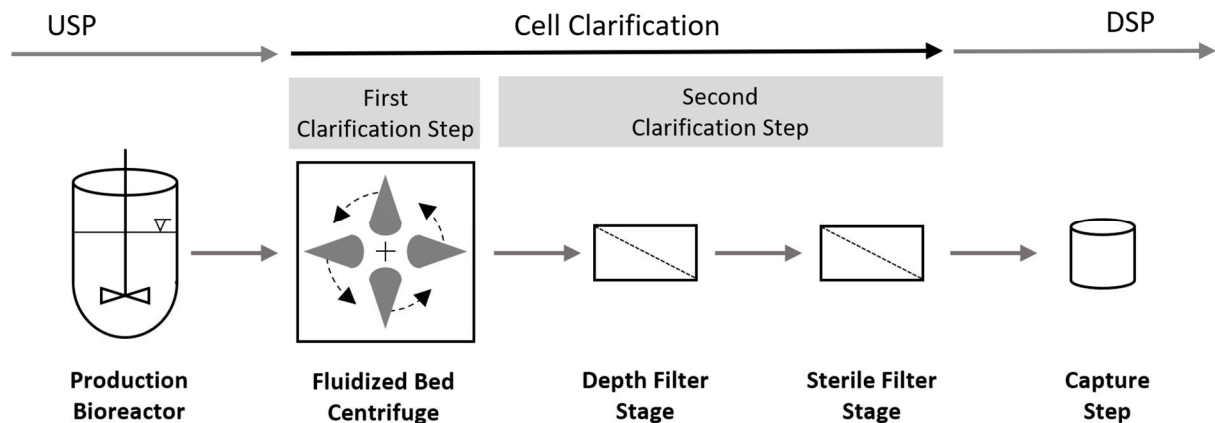 USP
Cell Clarification
DSP
First
Clarification Step
Second
Clarification Step
Production
Bioreactor
Fluidized Bed
Centrifuge
Depth Filter
Stage
Sterile Filter
Stage
Capture
Step